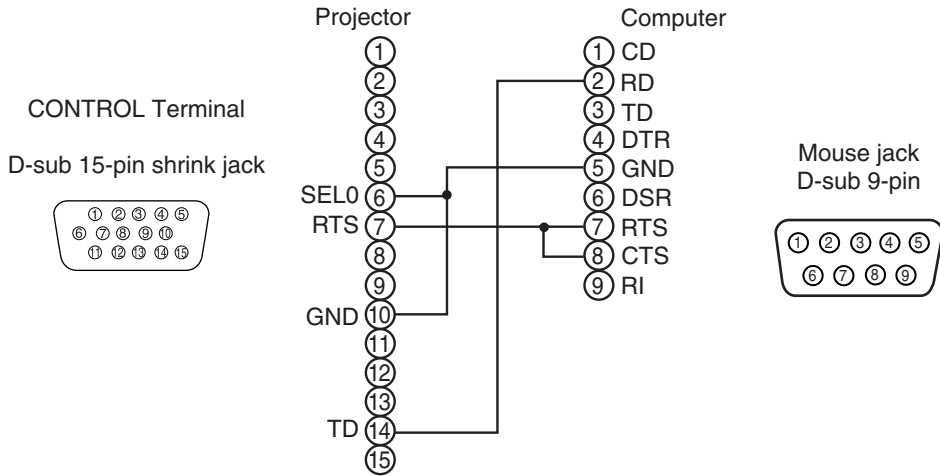 Projector
Computer
CONTROL Terminal
D-sub 15-pin shrink jack
1 2 3 4 5
6 7 8 9 10
11 12 13 14 15
1
2
3
4
5
SEL0 6
RTS 7
8
9
GND 10
11
12
13
TD 14
15
1 CD
2 RD
3 TD
4 DTR
5 GND
6 DSR
7 RTS
8 CTS
9 RI
Mouse jack
D-sub 9-pin
1 2 3 4 5
6 7 8 9